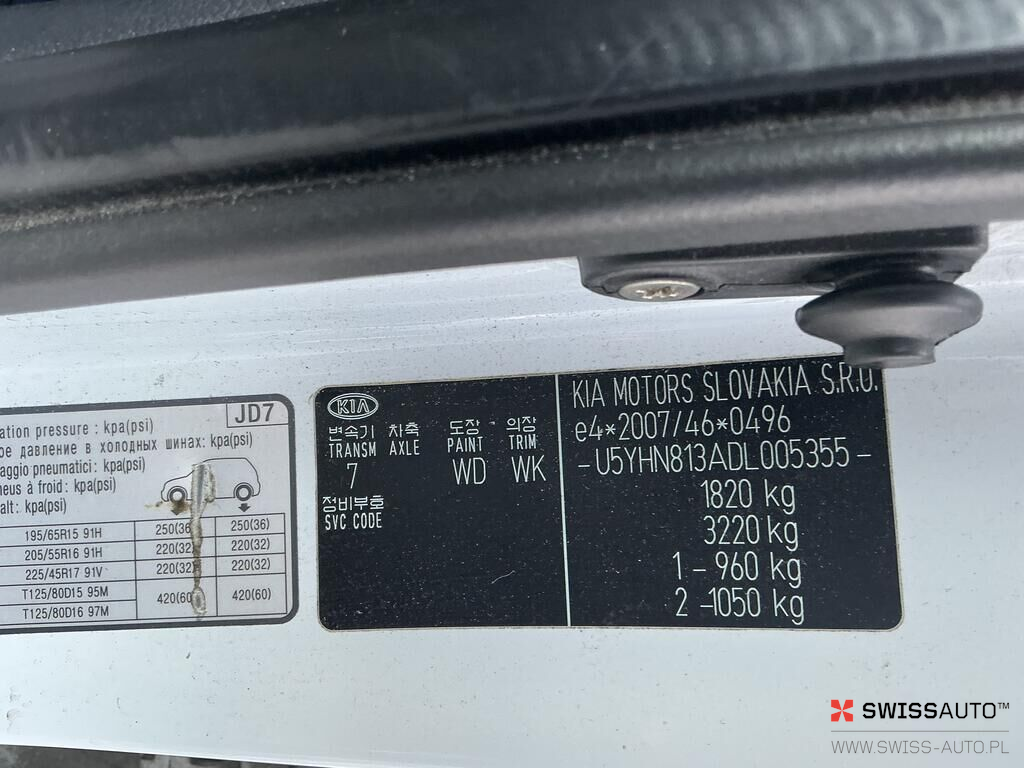 JD7
ation pressure : kpa(psi)
ое давление в холодных шинах: kpa(psi)
aggio pneumatici: kpa(psi)
neus à froid: kpa(psi)
alt: kpa(psi)
195/65R15 91H 250(36 250(36)
205/55R16 91H 220(32) 220(32)
225/45R17 91V 220(32) 220(32)
T125/80D15 95M 420(60) 420(60)
T125/80D16 97M
KIA
변속기 차축 도장 의장
TRANSM AXLE PAINT TRIM
7 WD WK
정비부호
SVC CODE
KIA MOTORS SLOVAKIA S.R.O.
e4*2007/46*0496
-U5YHN813ADL005355-
1820 kg
3220 kg
1 - 960 kg
2 -1050 kg
SWISSAUTO™
WWW.SWISS-AUTO.PL